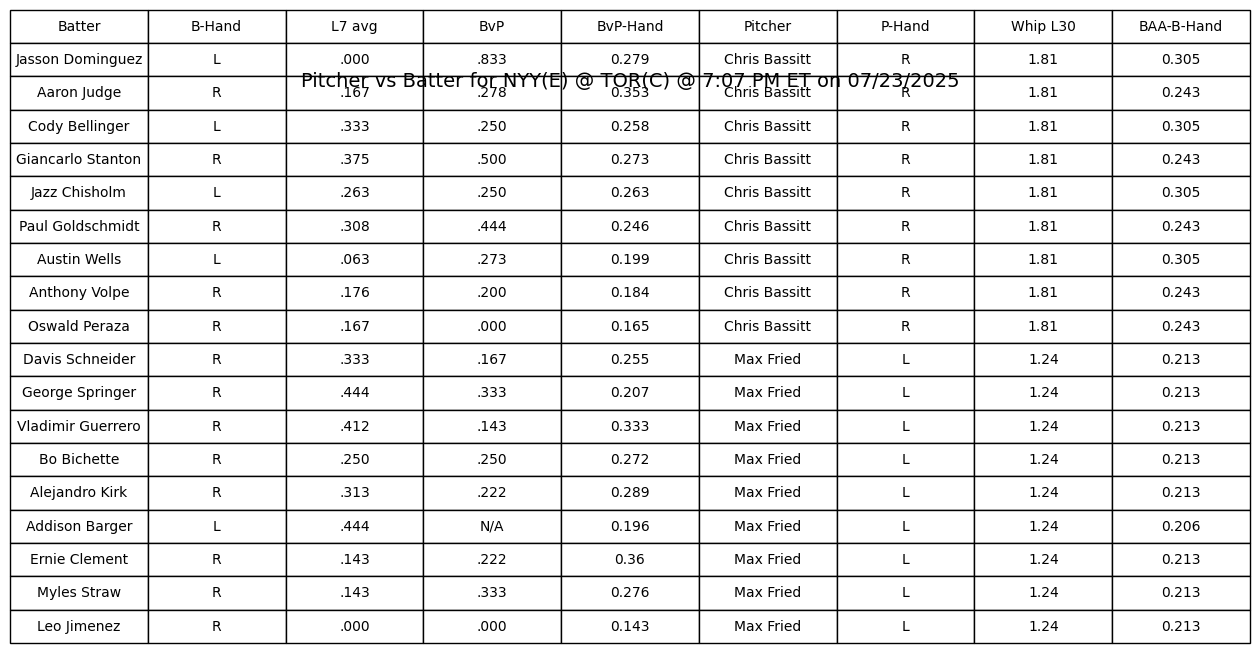 Batter B-Hand L7 avg BvP BvP-Hand Pitcher P-Hand Whip L30 BAA-B-Hand
Jasson Dominguez L .000 .833 0.279 Chris Bassitt R 1.81 0.305
Pitcher vs Batter for NYY(E) @ TOR(C) @ 7:07 PM ET on 07/23/2025
Aaron Judge R .167 .278 0.353 Chris Bassitt R 1.81 0.243
Cody Bellinger L .333 .250 0.258 Chris Bassitt R 1.81 0.305
Giancarlo Stanton R .375 .500 0.273 Chris Bassitt R 1.81 0.243
Jazz Chisholm L .263 .250 0.263 Chris Bassitt R 1.81 0.305
Paul Goldschmidt R .308 .444 0.246 Chris Bassitt R 1.81 0.243
Austin Wells L .063 .273 0.199 Chris Bassitt R 1.81 0.305
Anthony Volpe R .176 .200 0.184 Chris Bassitt R 1.81 0.243
Oswald Peraza R .167 .000 0.165 Chris Bassitt R 1.81 0.243
Davis Schneider R .333 .167 0.255 Max Fried L 1.24 0.213
George Springer R .444 .333 0.207 Max Fried L 1.24 0.213
Vladimir Guerrero R .412 .143 0.333 Max Fried L 1.24 0.213
Bo Bichette R .250 .250 0.272 Max Fried L 1.24 0.213
Alejandro Kirk R .313 .222 0.289 Max Fried L 1.24 0.213
Addison Barger L .444 N/A 0.196 Max Fried L 1.24 0.206
Ernie Clement R .143 .222 0.36 Max Fried L 1.24 0.213
Myles Straw R .143 .333 0.276 Max Fried L 1.24 0.213
Leo Jimenez R .000 .000 0.143 Max Fried L 1.24 0.213